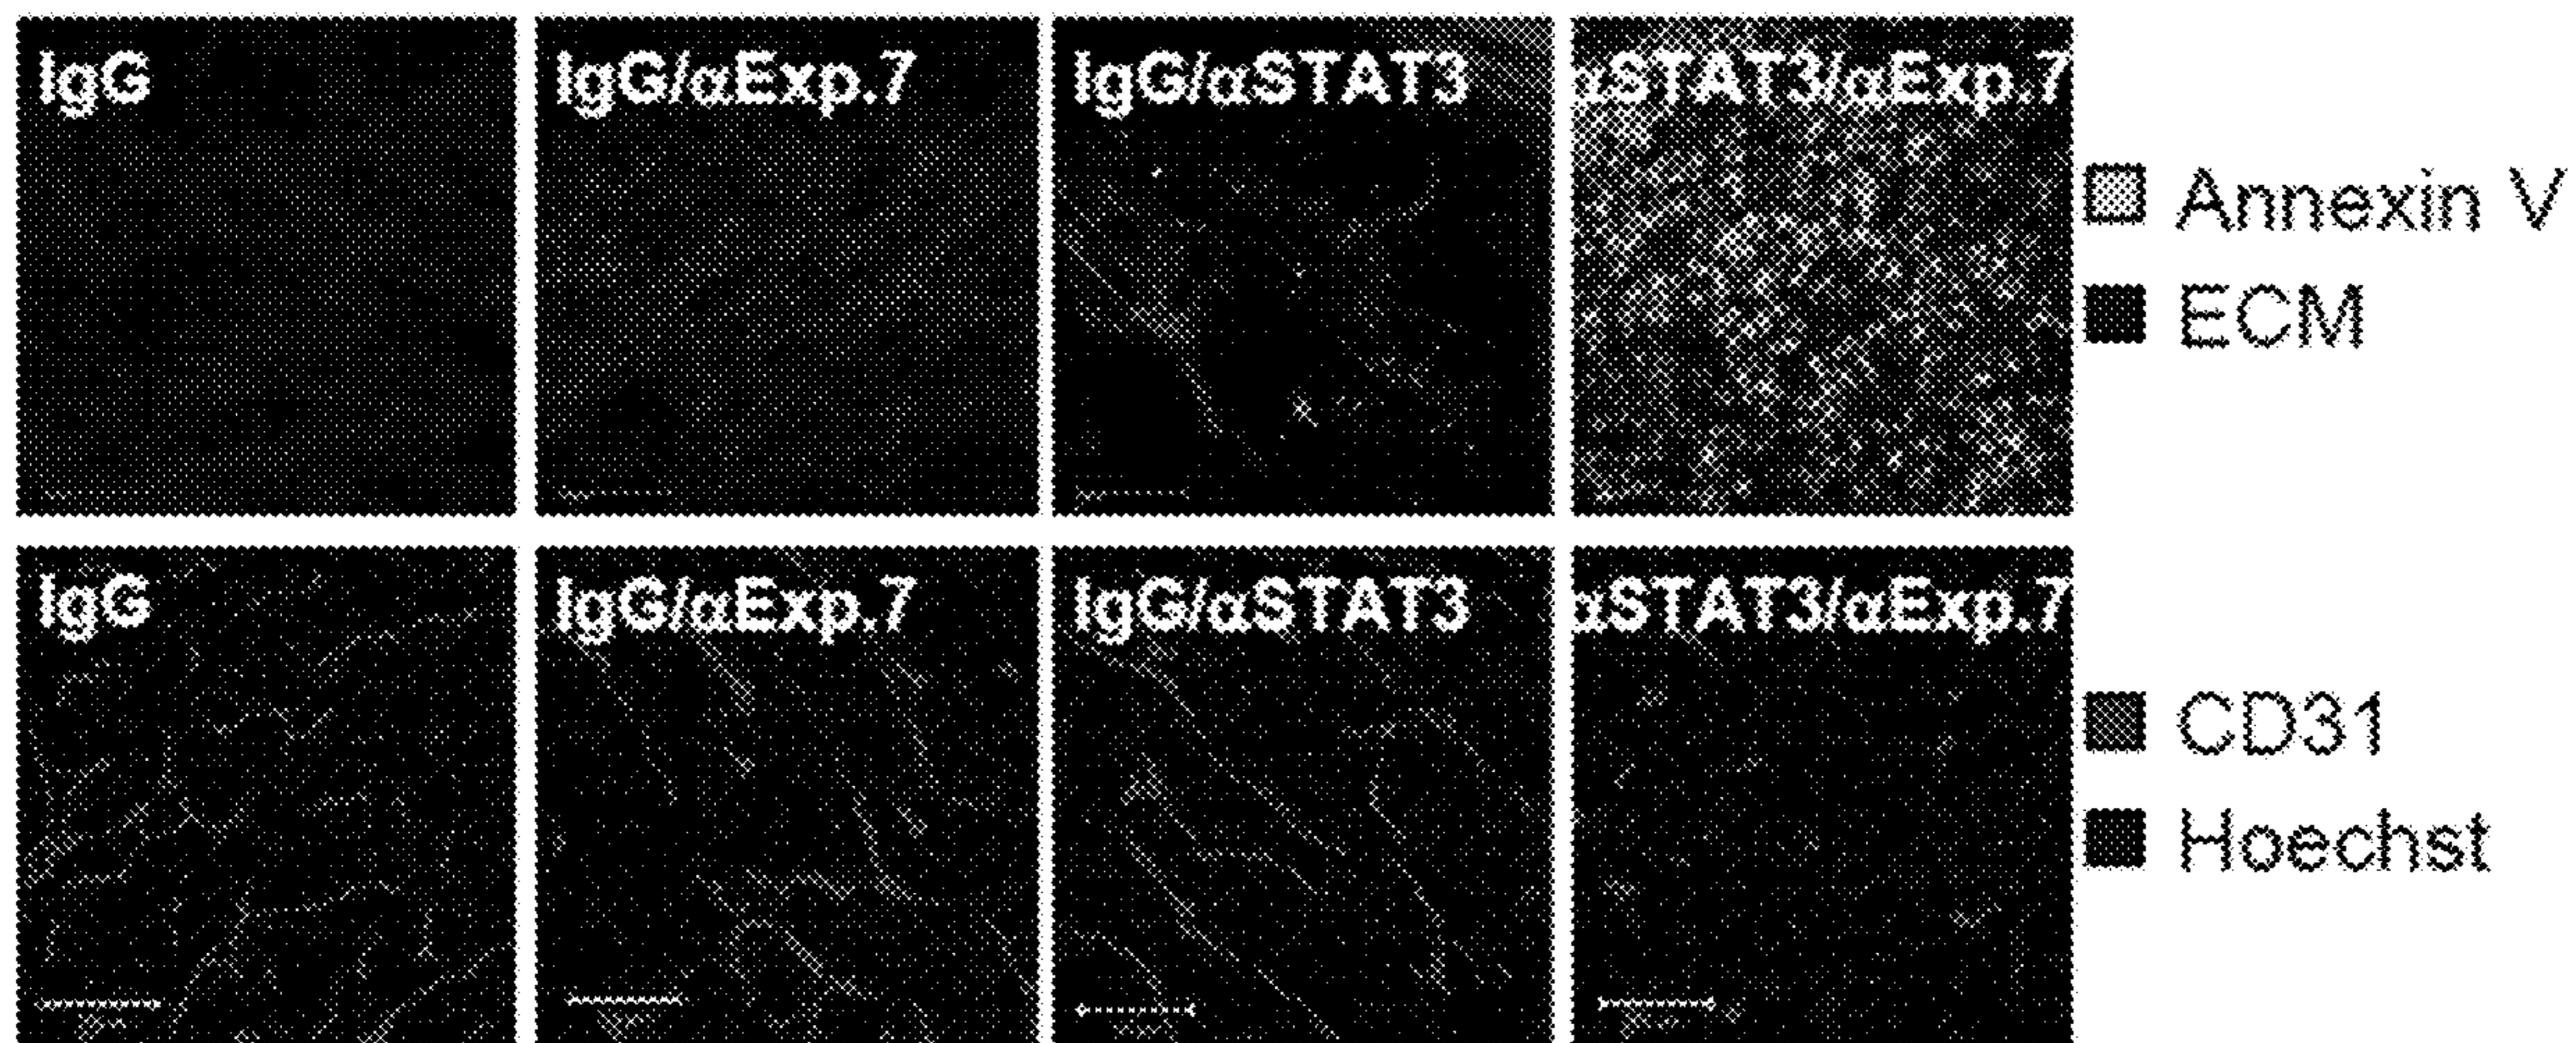 IgG
IgG/αExp.7
IgG/αSTAT3
αSTAT3/αExp.7
Annexin V
ECM
IgG
IgG/αExp.7
IgG/αSTAT3
αSTAT3/αExp.7
CD31
Hoechst